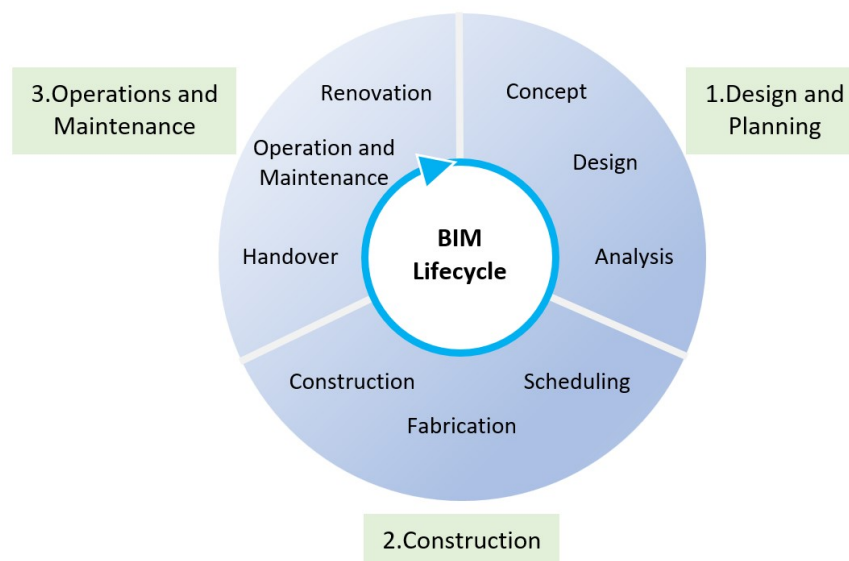 3.Operations and
Maintenance
Renovation
Concept
1.Design and
Planning
Operation and
Maintenance
Design
BIM
Lifecycle
Handover
Analysis
Construction
Scheduling
Fabrication
2.Construction